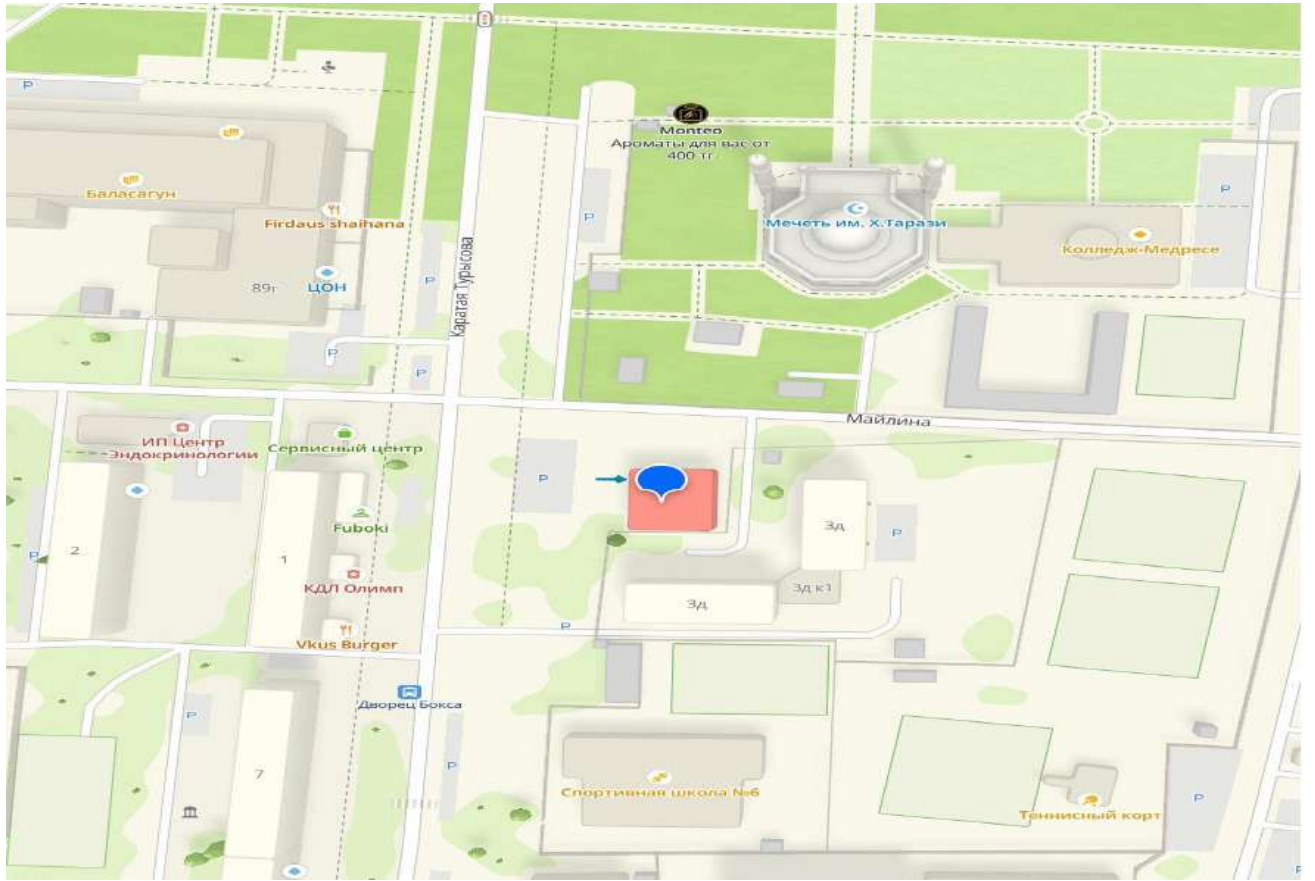 P
Monteo
Ароматы для вас от
400 тг
Баласагун
Firdaus shaihana
P
Мечеть им. Х.Тарази
P
Колледж-Медресе
89г
ЦОН
P
Каратая Турысова
P
P
Майлина
ИП Центр
Эндокринологии
Сервисный центр
P
Fuboki
3д
P
2
P
1
КДЛ Олимп
3д к1
3д
P
Vkus Burger
Дворец Бокса
P
7
P
Спортивная школа №6
P
Теннисный корт
P